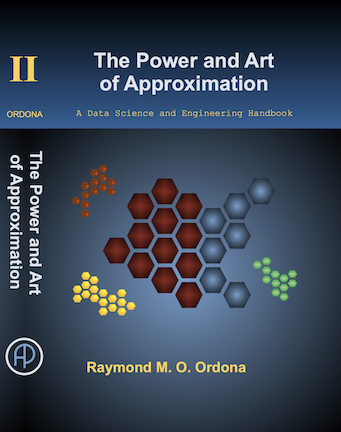 II
ORDONA
The Power and Art
of Approximation
A Data Science and Engineering Handbook
The Power and Art
of Approximation
AP
Raymond M. O. Ordona